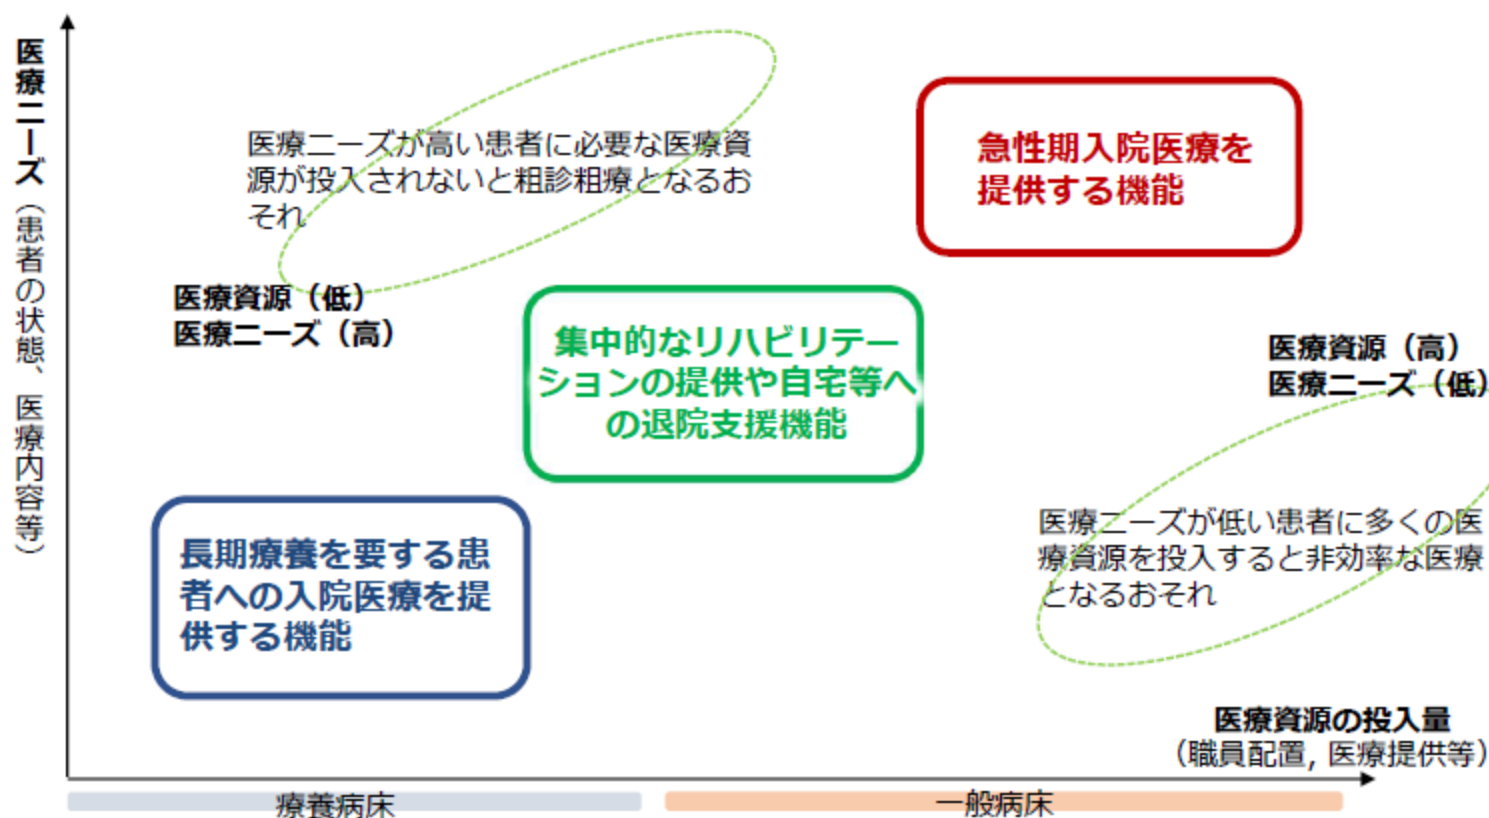 医療ニーズ（患者の状態、医療内容等）
医療ニーズが高い患者に必要な医療資
源が投入されないと粗診粗療となるお
それ
医療資源（低）
医療ニーズ（高）
急性期入院医療を
提供する機能
集中的なリハビリテー
ションの提供や自宅等へ
の退院支援機能
医療資源（高）
医療ニーズ（低）
長期療養を要する患
者への入院医療を提
供する機能
医療ニーズが低い患者に多くの医
療資源を投入すると非効率な医療
となるおそれ
医療資源の投入量
（職員配置, 医療提供等）
療養病床
一般病床